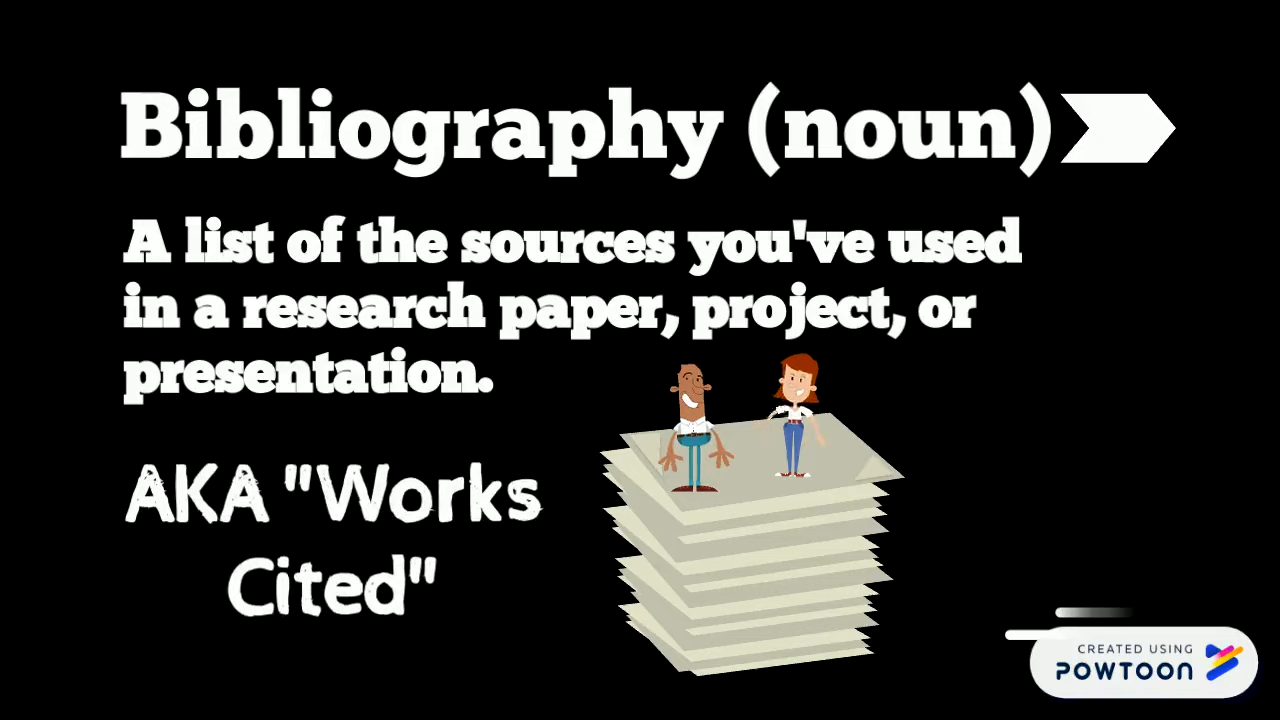 Bibliography (noun)
A list of the sources you've used
in a research paper, project, or
presentation.
AKA "Works
Cited"
CREATED USING
POWTOON